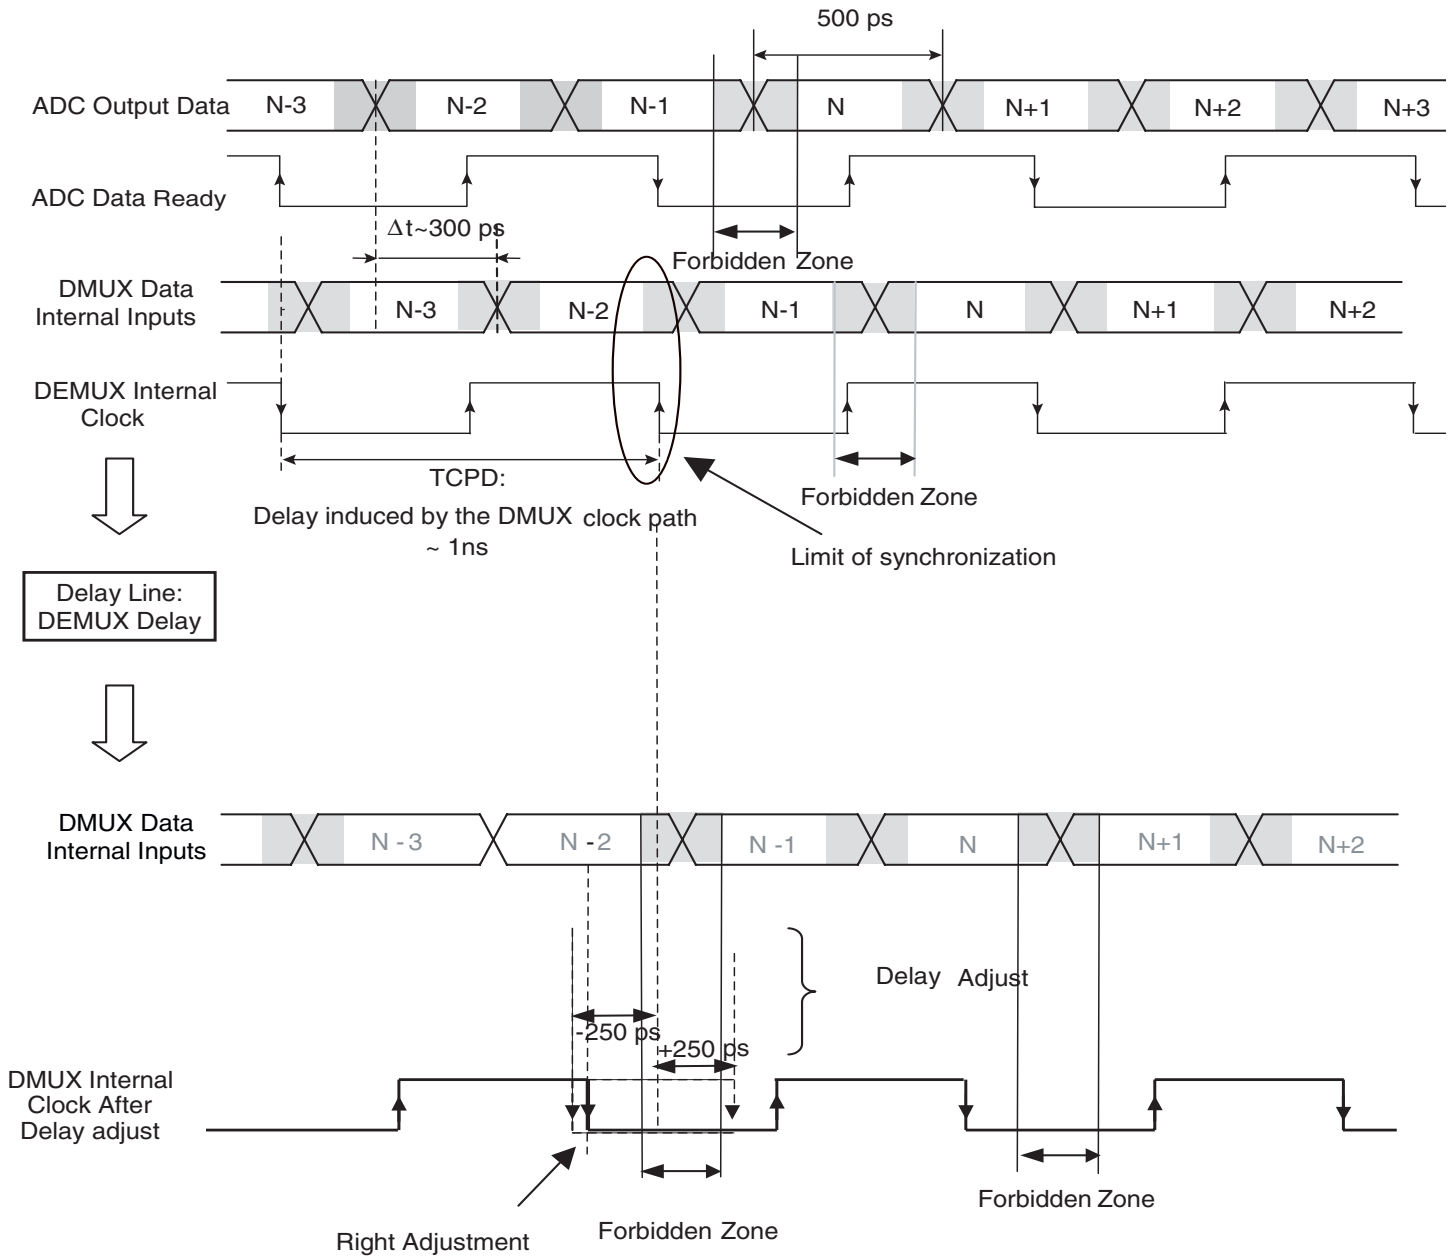 500 ps
ADC Output Data
N-3 N-2 N-1 N N+1 N+2 N+3
ADC Data Ready
Δt~300 ps
Forbidden Zone
DMUX Data
Internal Inputs
N-3 N-2 N-1 N N+1 N+2
DEMUX Internal
Clock
TCPD:
Delay induced by the DMUX clock path
~ 1ns
Forbidden Zone
Limit of synchronization
Delay Line:
DEMUX Delay
DMUX Data
Internal Inputs
N -3 N -2 N -1 N N+1 N+2
Delay Adjust
-250 ps
+250 ps
DMUX Internal
Clock After
Delay adjust
Right Adjustment
Forbidden Zone
Forbidden Zone